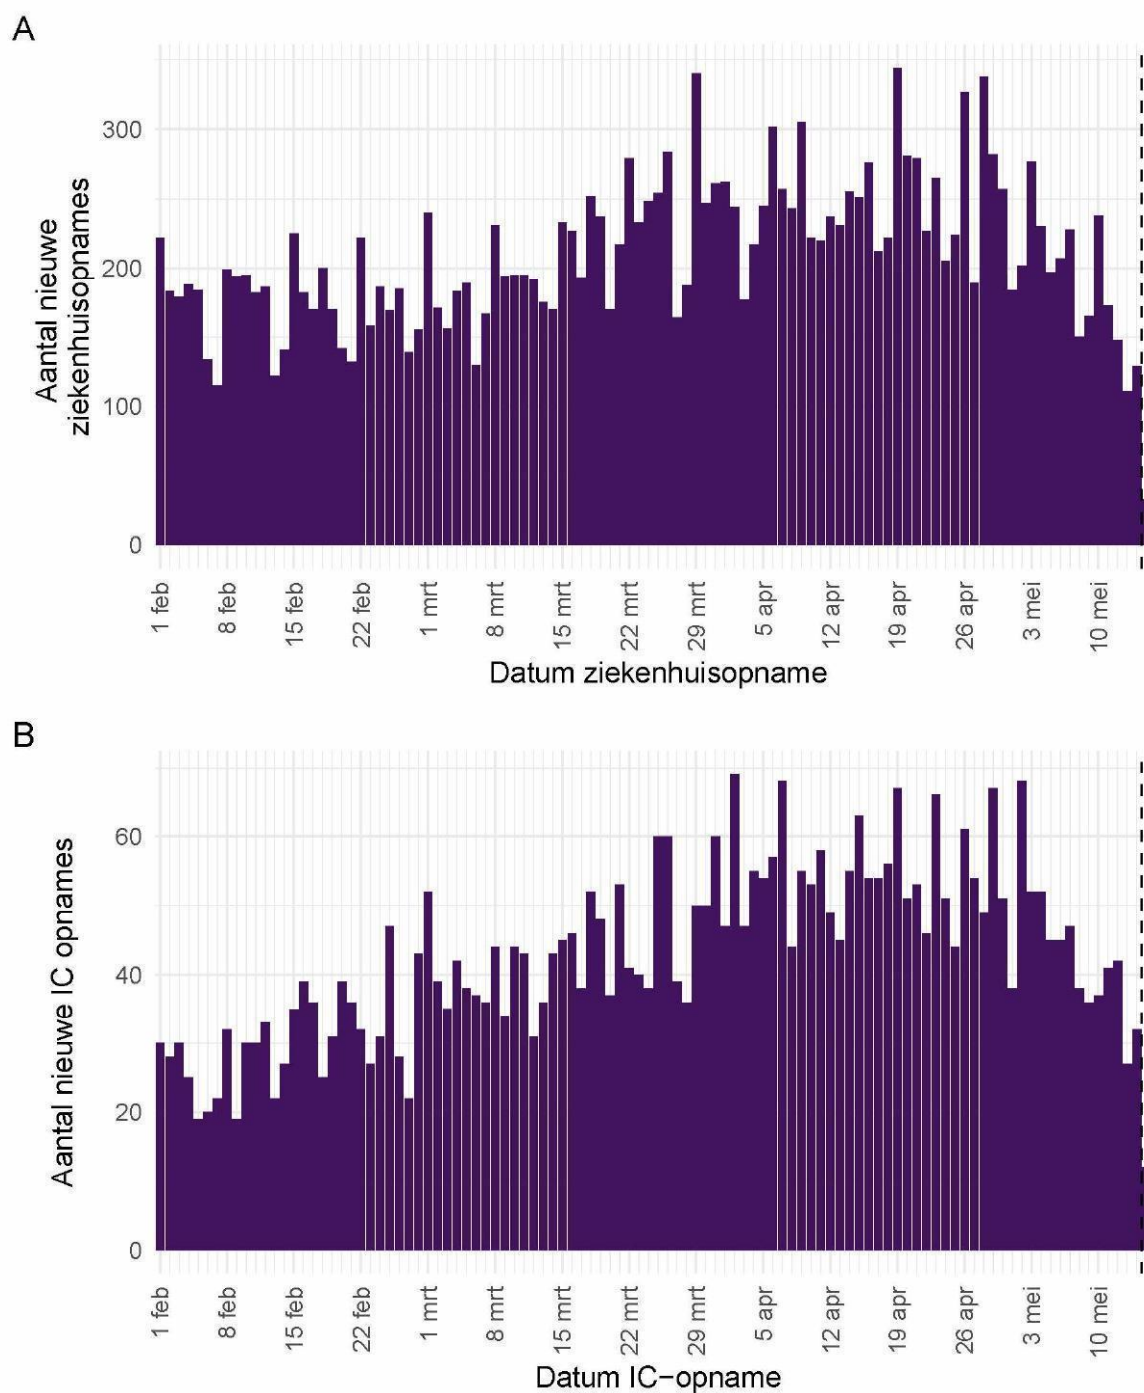 A
Aantal nieuwe
ziekenhuisopnames
300
200
100
0
1 feb
8 feb
15 feb
22 feb
1 mrt
8 mrt
15 mrt
22 mrt
29 mrt
5 apr
12 apr
19 apr
26 apr
3 mei
10 mei
Datum ziekenhuisopname
B
Aantal nieuwe IC opnames
60
40
20
0
1 feb
8 feb
15 feb
22 feb
1 mrt
8 mrt
15 mrt
22 mrt
29 mrt
5 apr
12 apr
19 apr
26 apr
3 mei
10 mei
Datum IC−opname